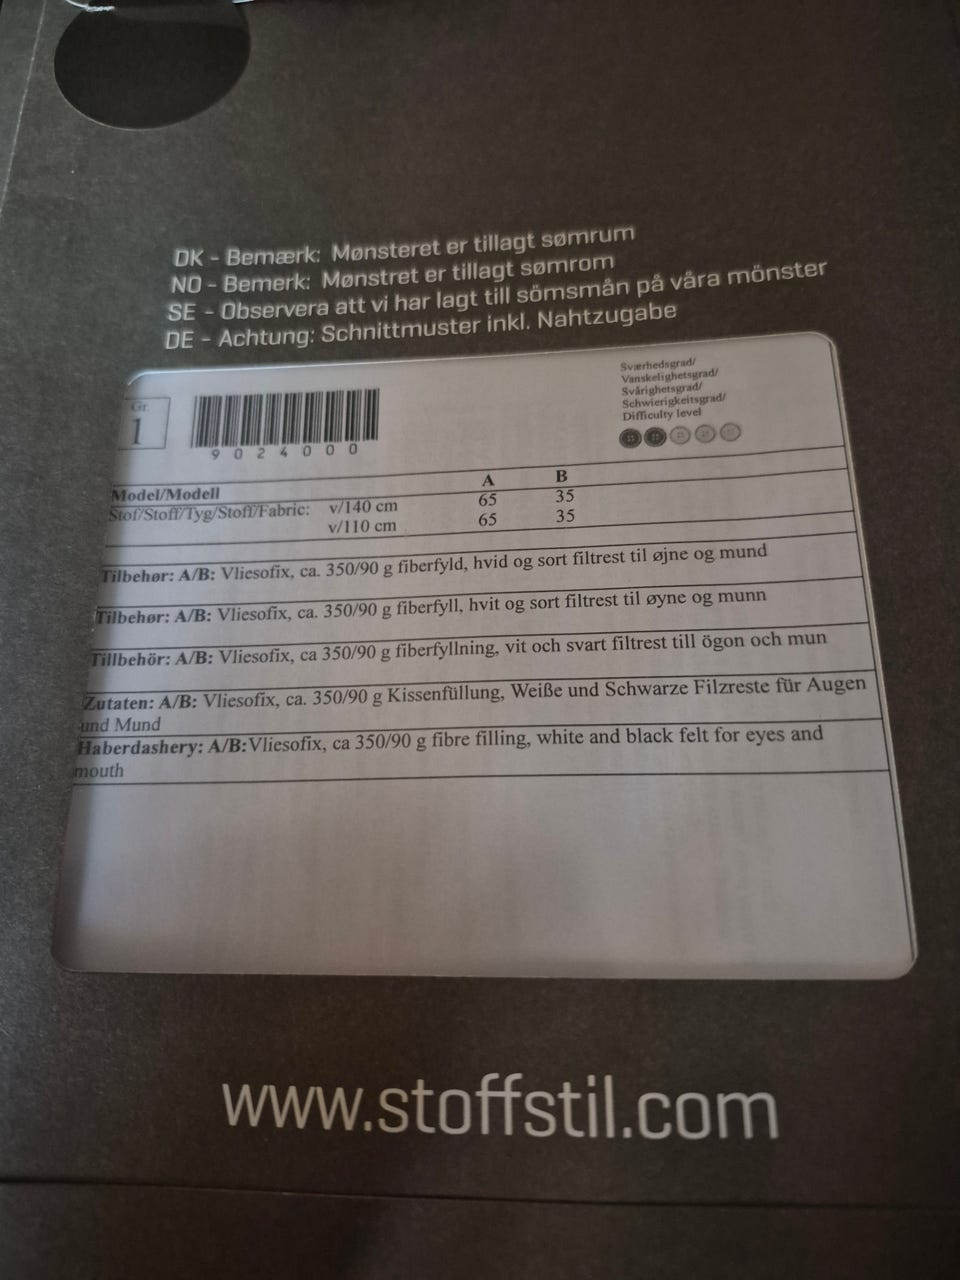 DK - Bemærk: Mønsteret er tillagt sømrum
NO - Bemerk: Mønstret er tillagt sømrom
SE - Observera att vi har lagt till sömsmån på våra mönster
DE - Achtung: Schnittmuster inkl. Nahtzugabe
Gr.
1
9024000
Sværhedsgrad/
Vanskelighetsgrad/
Svårighetsgrad/
Schwierigkeitsgrad/
Difficulty level
Model/Modell A B
Stof/Stoff/Tyg/Stoff/Fabric: v/140 cm 65 35
v/110 cm 65 35
Tilbehør: A/B: Vliesofix, ca. 350/90 g fiberfyld, hvid og sort filtrest til øjne og mund
Tilbehør: A/B: Vliesofix, ca. 350/90 g fiberfyll, hvit og sort filtrest til øyne og munn
Tillbehör: A/B: Vliesofix, ca 350/90 g fiberfyllning, vit och svart filtrest till ögon och mun
Zutaten: A/B: Vliesofix, ca. 350/90 g Kissenfüllung, Weiße und Schwarze Filzreste für Augen
und Mund
Haberdashery: A/B:Vliesofix, ca 350/90 g fibre filling, white and black felt for eyes and
mouth
www.stoffstil.com